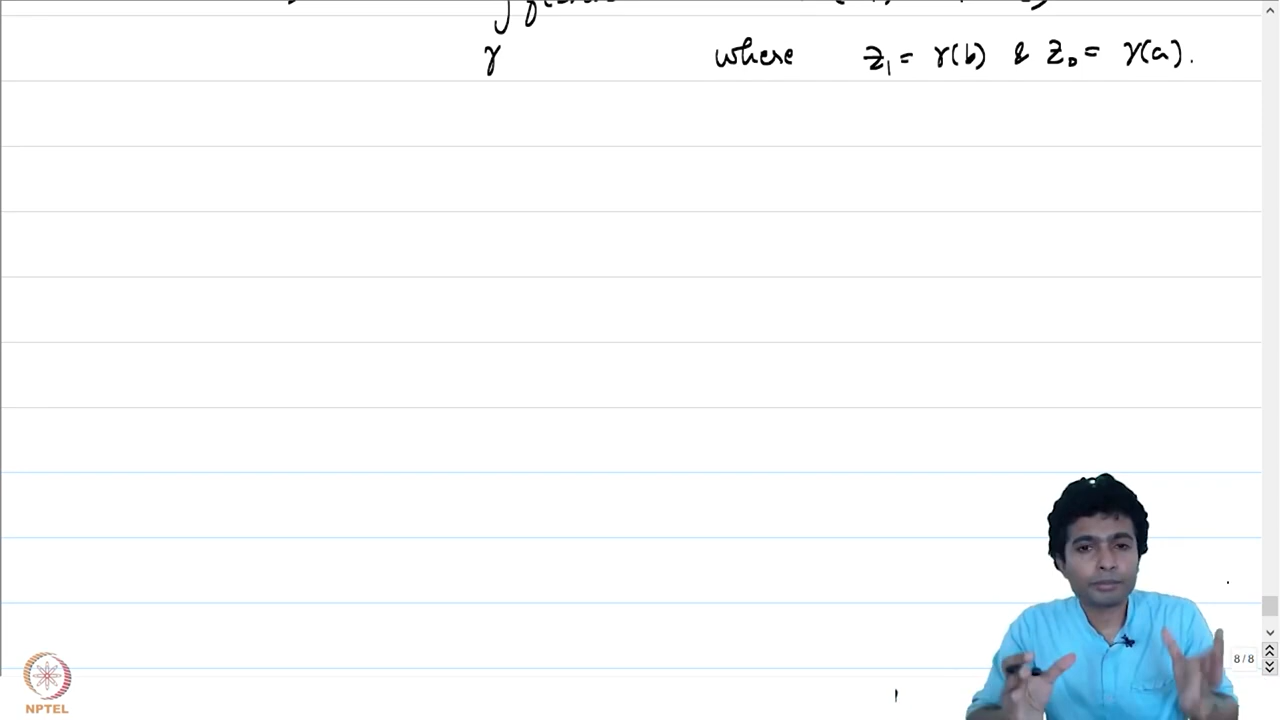 γ where z₁ = γ(b) & z₀ = γ(a).
8 / 8
NPTEL